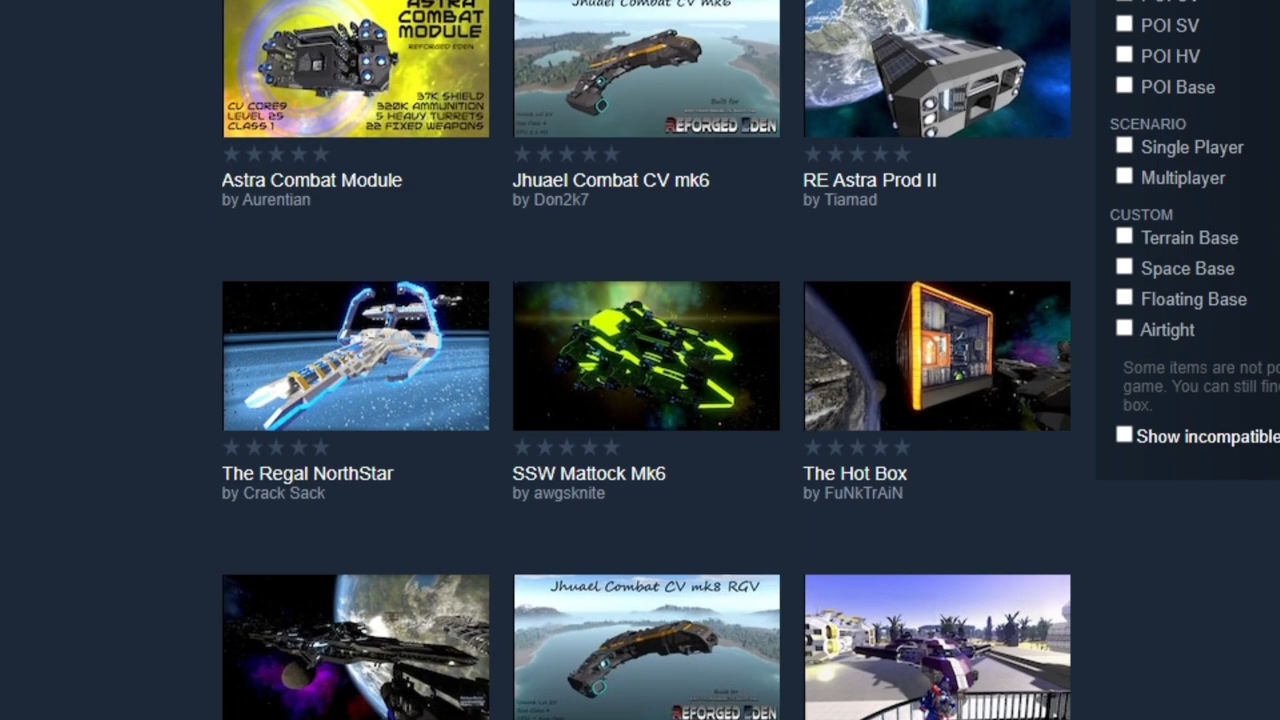 ASTRA
COMBAT
MODULE
REFORGED EDEN
CV CORES
LEVEL 25
CLASS 1
37K SHIELD
320K AMMUNITION
5 HEAVY TURRETS
22 FIXED WEAPONS
Jhuael Combat CV mk6
Built for
REFORGED EDEN
Astra Combat Module
by Aurentian
Jhuael Combat CV mk6
by Don2k7
RE Astra Prod II
by Tiamad
The Regal NorthStar
by Crack Sack
SSW Mattock Mk6
by awgsknite
The Hot Box
by FuNkTrAiN
Jhuael Combat CV mk8 RGV
Built for
REFORGED EDEN
POI SV
POI HV
POI Base
SCENARIO
Single Player
Multiplayer
CUSTOM
Terrain Base
Space Base
Floating Base
Airtight
Some items are not
game. You can still
box.
Show incompatible